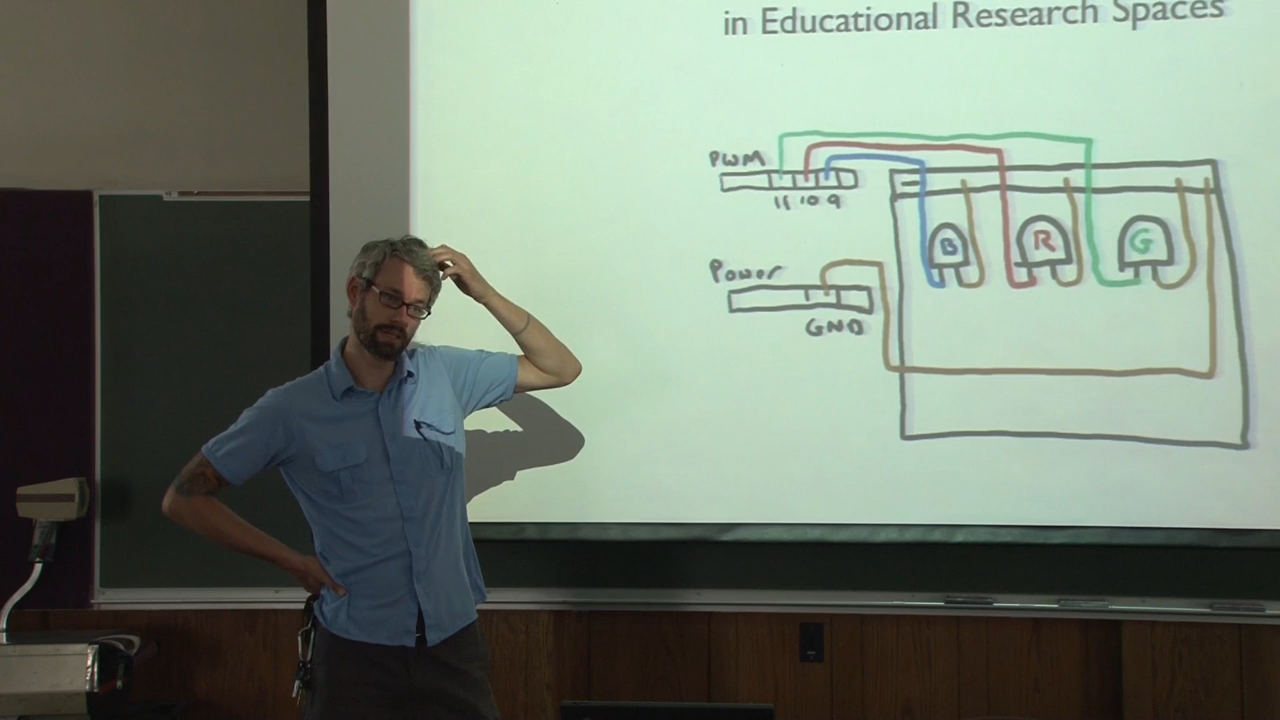 in Educational Research Spaces
PWM
11 10 9
B R G
Power
GND